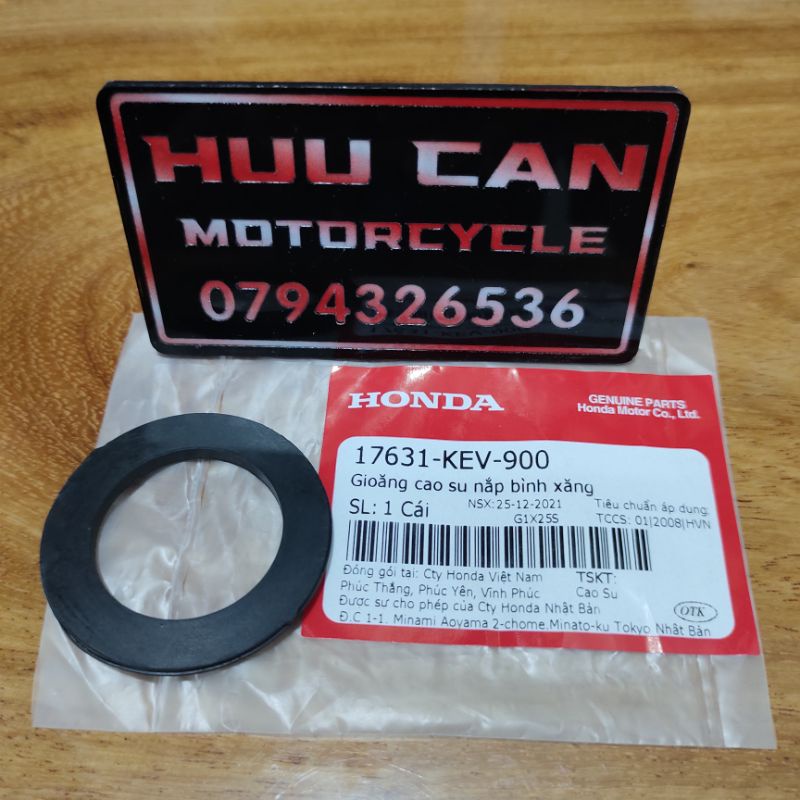 HUU CAN
MOTORCYCLE
0794326536
HONDA
GENUINE PARTS
Honda Motor Co., Ltd.
17631-KEV-900
Gioăng cao su nắp bình xăng
SL: 1 Cái
NSX: 25-12-2021
G1X25S
Tiêu chuẩn áp dụng:
TCCS: 01|2008|HVN
Đóng gói tại: Cty Honda Việt Nam
Phúc Thắng, Phúc Yên, Vĩnh Phúc
TSKT:
Cao Su
Được sự cho phép của Cty Honda Nhật Bản
Đ.C 1-1. Minami Aoyama 2-chome,Minato-ku Tokyo Nhật Bản
OTK